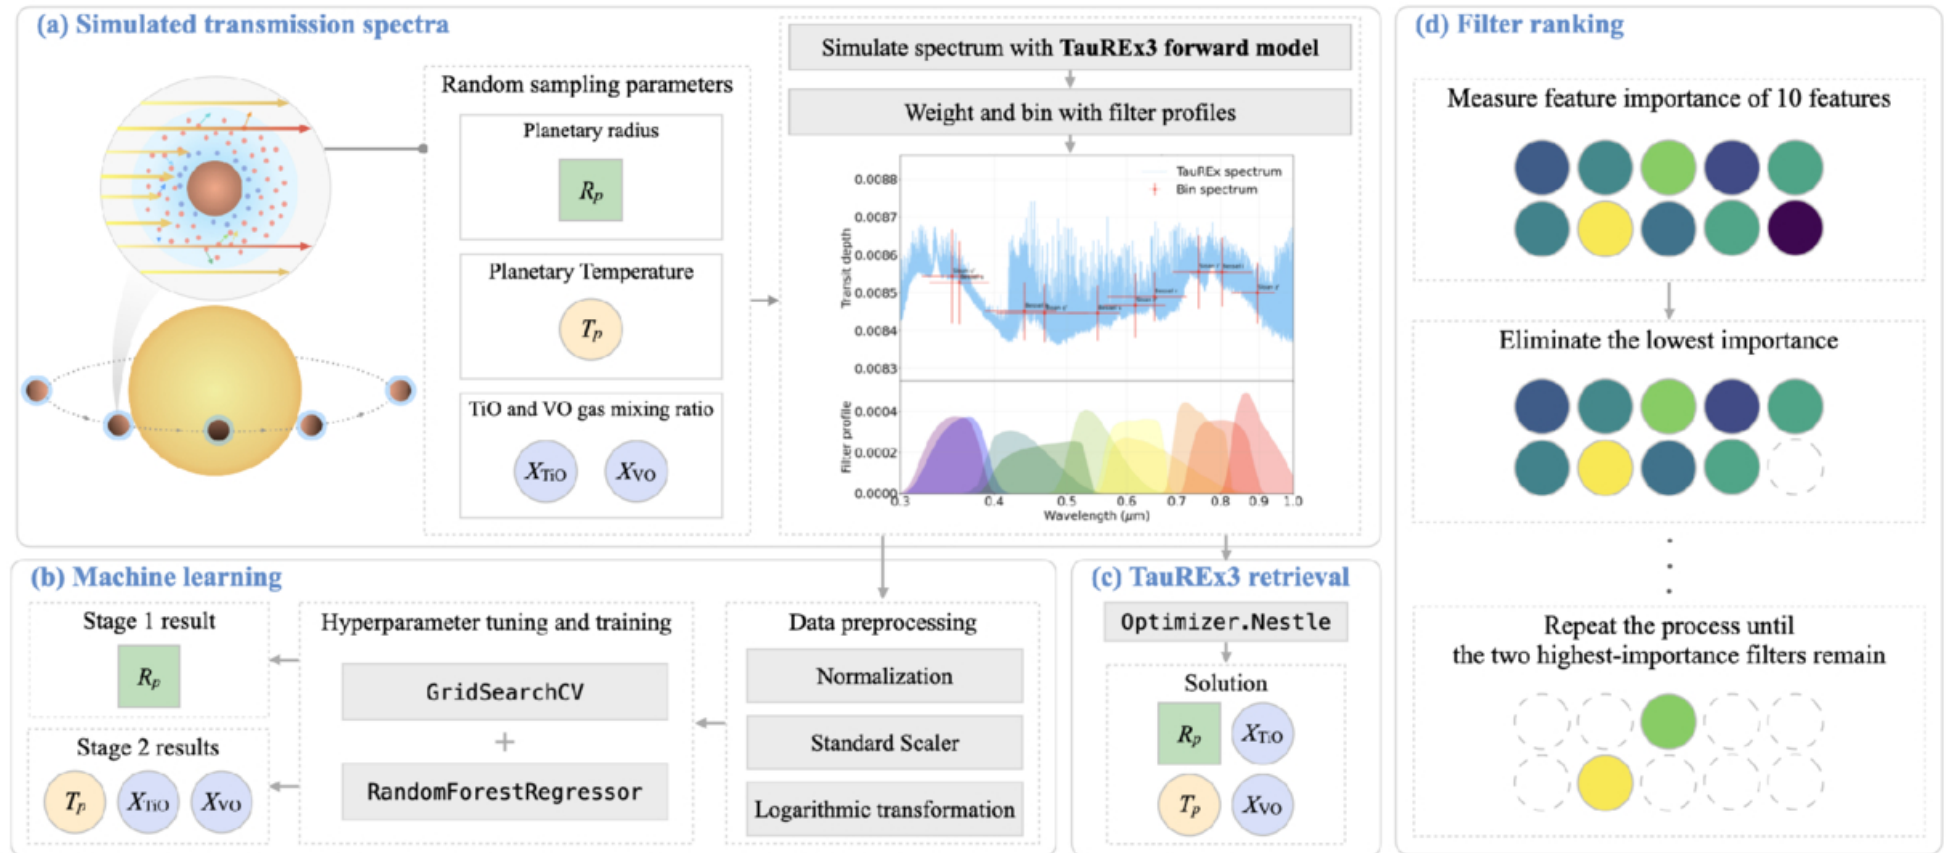 (a) Simulated transmission spectra
Random sampling parameters
Planetary radius
Rp
Planetary Temperature
Tp
TiO and VO gas mixing ratio
XTiO XVO
Simulate spectrum with TauREx3 forward model
Weight and bin with filter profiles
TauREx spectrum
Bin spectrum
Transit depth
0.0088
0.0087
0.0086
0.0085
0.0084
0.0083
Filter profile
0.0004
0.0002
0.0000
0.3 0.4 0.5 0.6 0.7 0.8 0.9 1.0
Wavelength (μm)
(b) Machine learning
Stage 1 result
Rp
Stage 2 results
Tp XTiO XVO
Hyperparameter tuning and training
GridSearchCV
+
RandomForestRegressor
Data preprocessing
Normalization
Standard Scaler
Logarithmic transformation
(c) TauREx3 retrieval
Optimizer.Nestle
Solution
Rp XTiO
Tp XVO
(d) Filter ranking
Measure feature importance of 10 features
Eliminate the lowest importance
Repeat the process until
the two highest-importance filters remain